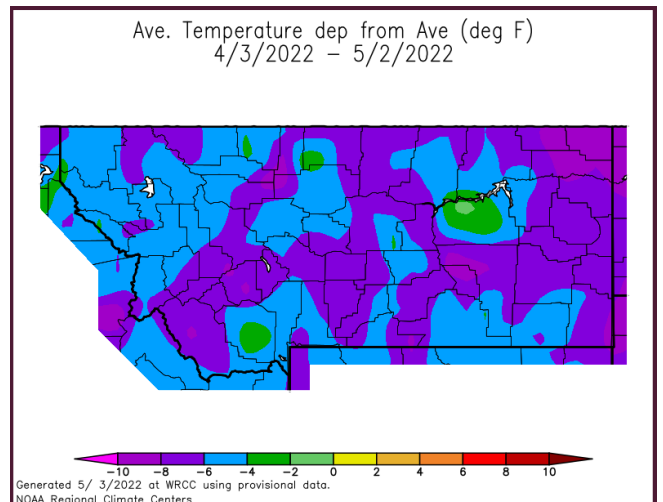 Ave. Temperature dep from Ave (deg F)
4/3/2022 – 5/2/2022
-10 -8 -6 -4 -2 0 2 4 6 8 10
Generated 5/ 3/2022 at WRCC using provisional data.
NOAA Regional Climate Centers